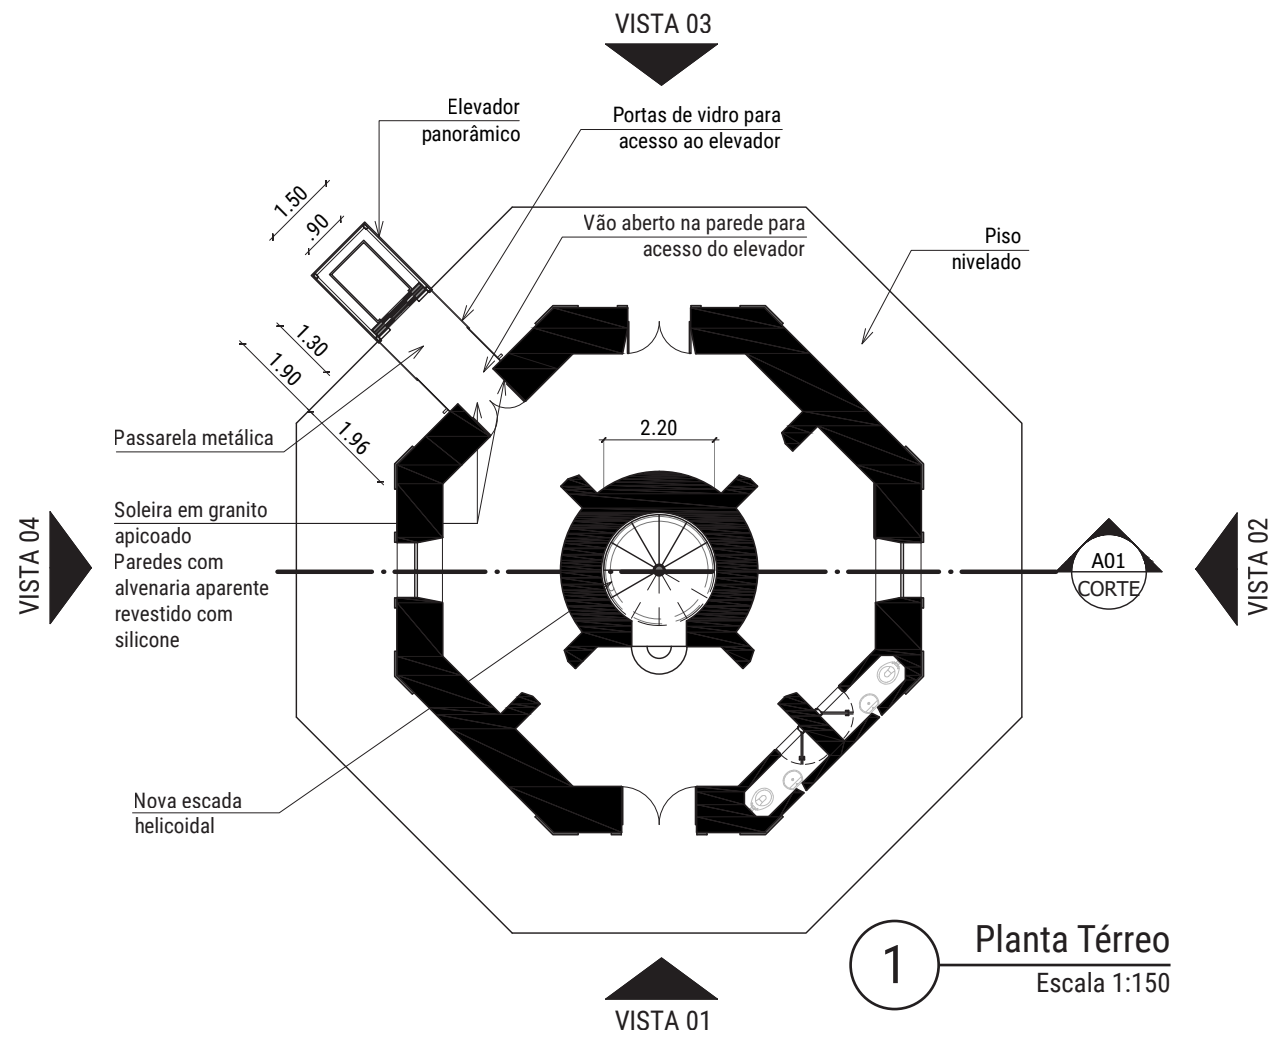 VISTA 03
Elevador
panorâmico
Portas de vidro para
acesso ao elevador
1.50
.90
Vão aberto na parede para
acesso do elevador
Piso
nivelado
1.30
1.90
1.96
Passarela metálica
2.20
Soleira em granito
apicoado
Paredes com
alvenaria aparente
revestido com
silicone
VISTA 04
A01
CORTE
VISTA 02
Nova escada
helicoidal
1
Planta Térreo
Escala 1:150
VISTA 01